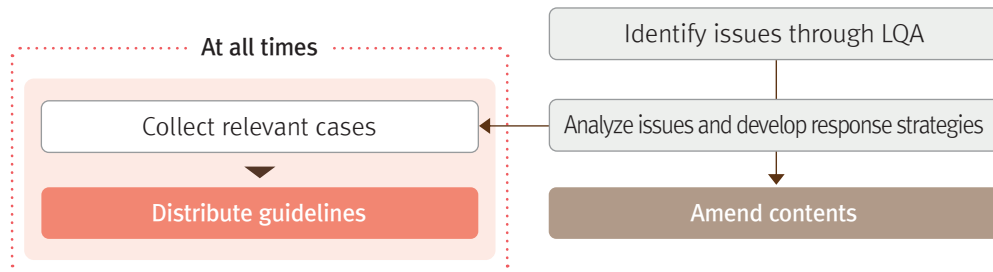 At all times
Collect relevant cases
Distribute guidelines
Identify issues through LQA
Analyze issues and develop response strategies
Amend contents